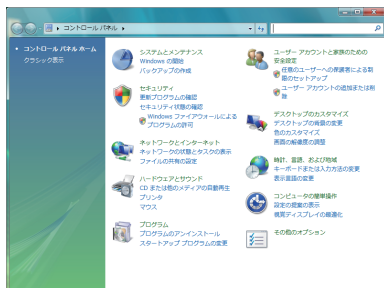 コントロール パネル
コントロール パネル ホーム
クラシック表示
システムとメンテナンス
Windows の開始
バックアップの作成
セキュリティ
更新プログラムの確認
セキュリティ状態の確認
Windows ファイアウォールによる
プログラムの許可
ネットワークとインターネット
ネットワークの状態とタスクの表示
ファイルの共有の設定
ハードウェアとサウンド
CD または他のメディアの自動再生
プリンタ
マウス
プログラム
プログラムのアンインストール
スタートアップ プログラムの変更
ユーザー アカウントと家族のための
安全設定
任意のユーザーへの保護者による制
限のセットアップ
ユーザー アカウントの追加または削
除
デスクトップのカスタマイズ
デスクトップの背景の変更
色のカスタマイズ
画面の解像度の調整
時計、言語、および地域
キーボードまたは入力方法の変更
表示言語の変更
コンピュータの簡単操作
設定の提案の表示
視覚ディスプレイの最適化
その他のオプション